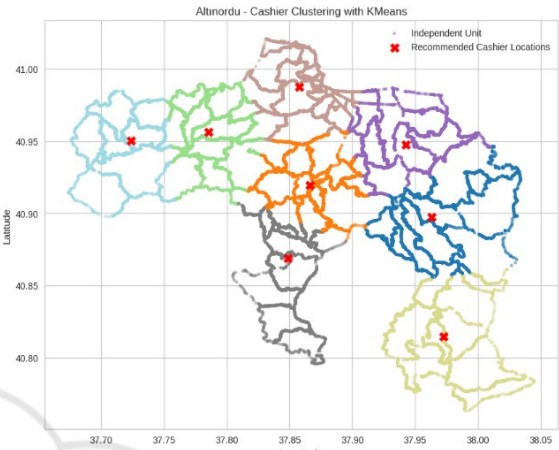 Altınordu - Cashier Clustering with KMeans
Independent Unit
Recommended Cashier Locations
Latitude
41.00
40.95
40.90
40.85
40.80
37.70 37.75 37.80 37.85 37.90 37.95 38.00 38.05